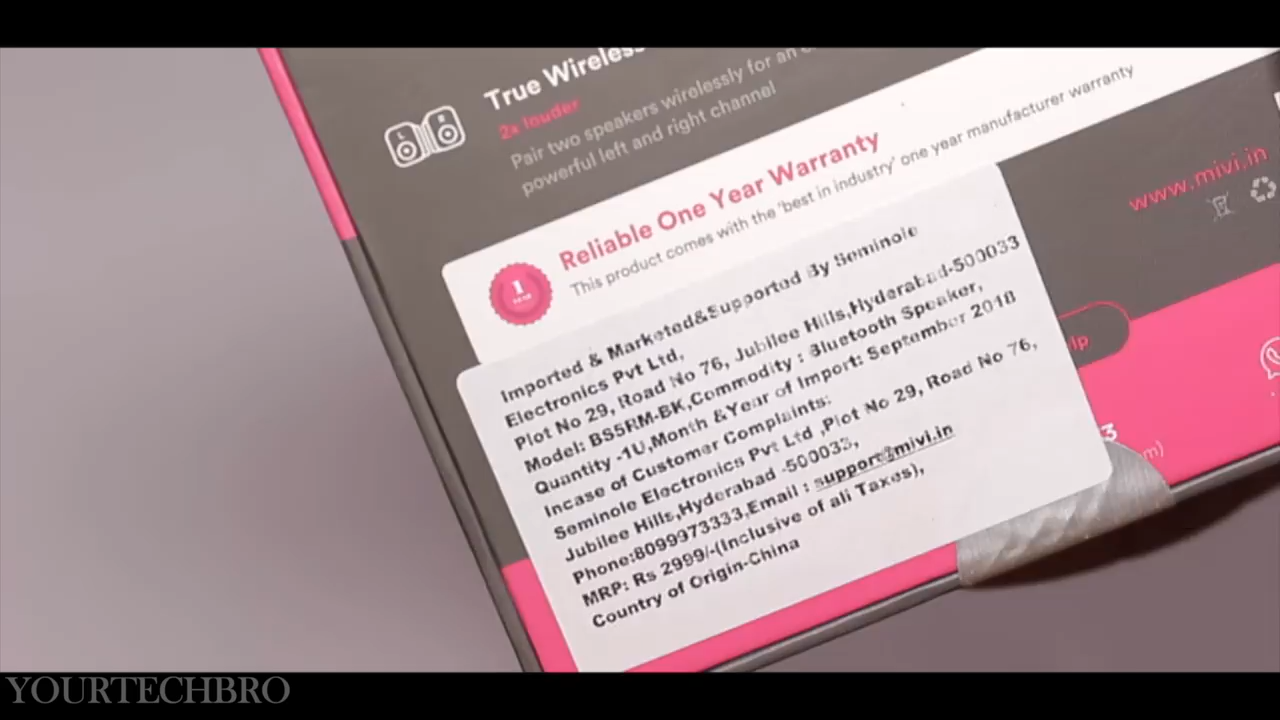 True Wireless
2x louder
Pair two speakers wirelessly for an
powerful left and right channel
Reliable One Year Warranty
This product comes with the 'best in industry' one year manufacturer warranty
1
YEAR
www.mivi.in
Imported & Marketed&Supported By Seminole
Electronics Pvt Ltd,
Plot No 29, Road No 76, Jubilee Hills,Hyderabad-500033
Model: BS5RM-BK,Commodity : Bluetooth Speaker,
Quantity -1U,Month &Year of Import: September 2018
Incase of Customer Complaints:
Seminole Electronics Pvt Ltd ,Plot No 29, Road No 76,
Jubilee Hills,Hyderabad -500033,
Phone:8099973333,Email : support@mivi.in
MRP: Rs 2999/-(Inclusive of all Taxes),
Country of Origin-China
YOURTECHBRO